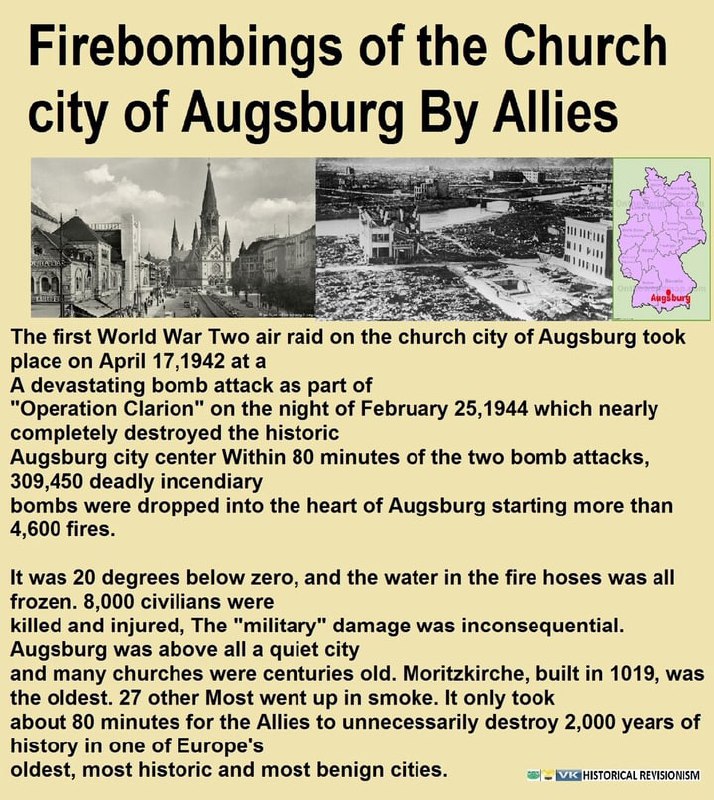 Firebombings of the Church
city of Augsburg By Allies
Augsburg
The first World War Two air raid on the church city of Augsburg took
place on April 17,1942 at a
A devastating bomb attack as part of
"Operation Clarion" on the night of February 25,1944 which nearly
completely destroyed the historic
Augsburg city center Within 80 minutes of the two bomb attacks,
309,450 deadly incendiary
bombs were dropped into the heart of Augsburg starting more than
4,600 fires.
It was 20 degrees below zero, and the water in the fire hoses was all
frozen. 8,000 civilians were
killed and injured, The "military" damage was inconsequential.
Augsburg was above all a quiet city
and many churches were centuries old. Moritzkirche, built in 1019, was
the oldest. 27 other Most went up in smoke. It only took
about 80 minutes for the Allies to unnecessarily destroy 2,000 years of
history in one of Europe's
oldest, most historic and most benign cities.
VK HISTORICAL REVISIONISM